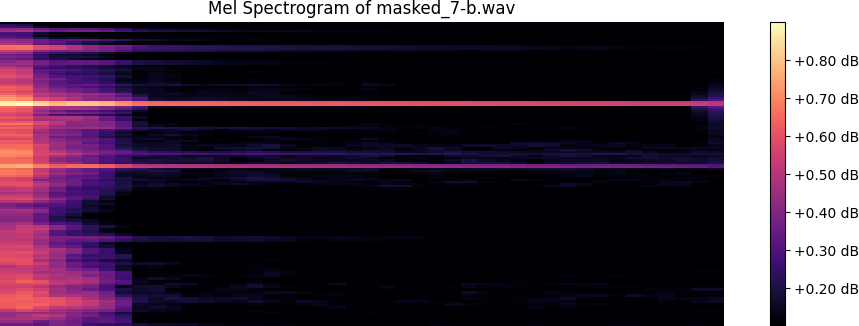 Mel Spectrogram of masked_7-b.wav
+0.80 dB
+0.70 dB
+0.60 dB
+0.50 dB
+0.40 dB
+0.30 dB
+0.20 dB